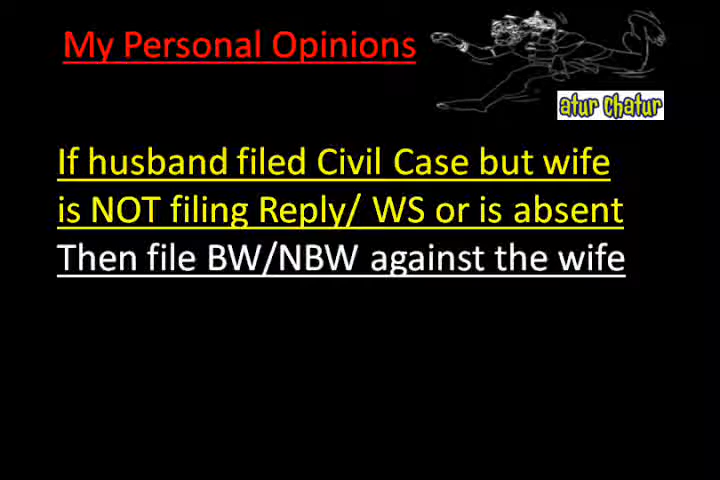 My Personal Opinions
atur chatur
If husband filed Civil Case but wife
is NOT filing Reply/ WS or is absent
Then file BW/NBW against the wife